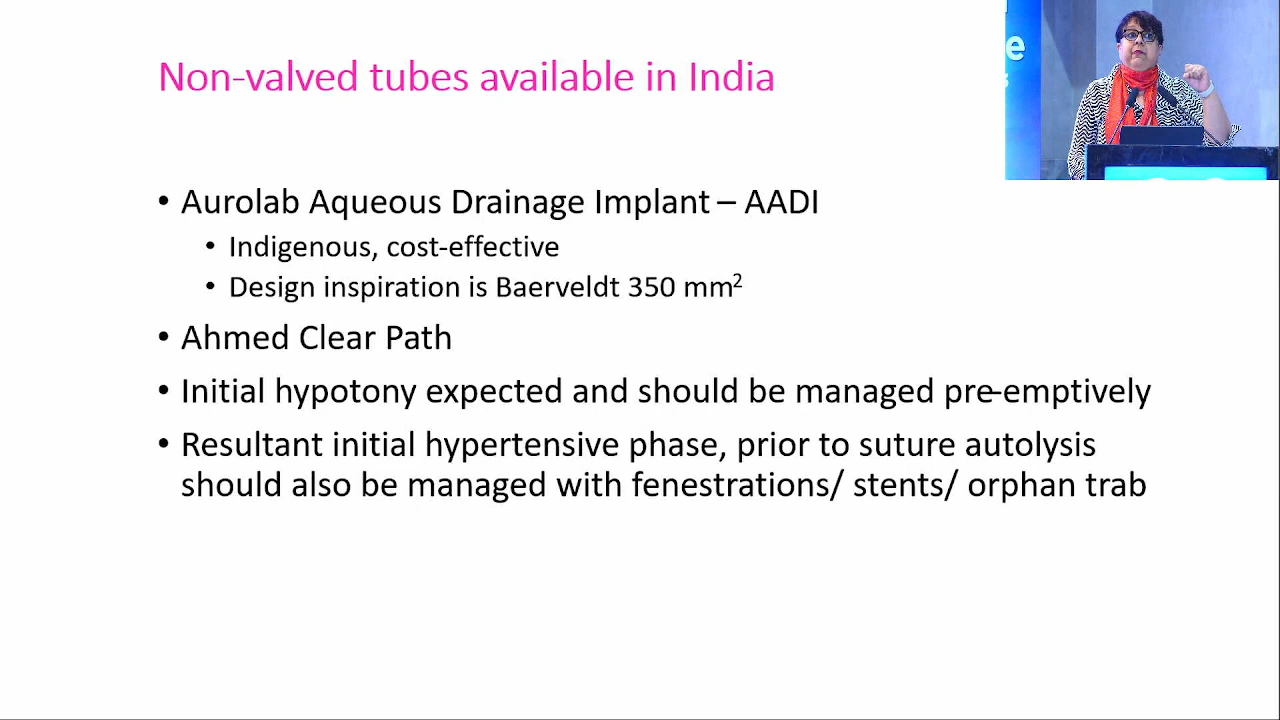 Non-valved tubes available in India
• Aurolab Aqueous Drainage Implant – AADI
• Indigenous, cost-effective
• Design inspiration is Baerveldt 350 mm²
• Ahmed Clear Path
• Initial hypotony expected and should be managed pre-emptively
• Resultant initial hypertensive phase, prior to suture autolysis
should also be managed with fenestrations/ stents/ orphan trab
e